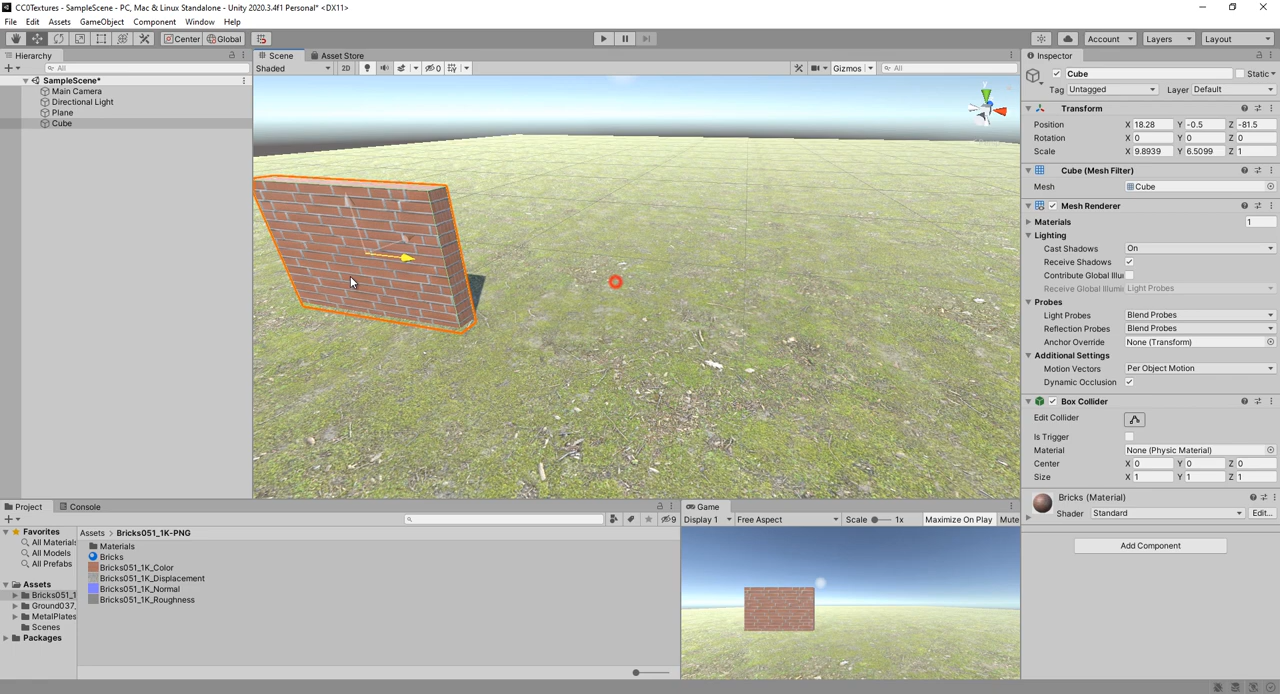 CC0Textures - SampleScene - PC, Mac & Linux Standalone - Unity 2020.3.4f1 Personal* <DX11>
File Edit Assets GameObject Component Window Help
Center Global Account Layers Layout
Hierarchy
All
SampleScene*
Main Camera
Directional Light
Plane
Cube
Scene Asset Store
Shaded 2D 0 Gizmos All
Y
Inspector
Cube Static
Tag Untagged Layer Default
Transform
Position X 18.28 Y -0.5 Z -81.5
Rotation X 0 Y 0 Z 0
Scale X 9.8939 Y 6.5099 Z 1
Cube (Mesh Filter)
Mesh Cube
Mesh Renderer
Materials 1
Lighting
Cast Shadows On
Receive Shadows
Contribute Global Illu
Receive Global Illumin Light Probes
Probes
Light Probes Blend Probes
Reflection Probes Blend Probes
Anchor Override None (Transform)
Additional Settings
Motion Vectors Per Object Motion
Dynamic Occlusion
Box Collider
Edit Collider
Is Trigger
Material None (Physic Material)
Center X 0 Y 0 Z 0
Size X 1 Y 1 Z 1
Bricks (Material)
Shader Standard Edit...
Add Component
Project Console
9
Favorites
All Materials
All Models
All Prefabs
Assets
Bricks051_1
Ground037_
MetalPlates
Scenes
Packages
Assets > Bricks051_1K-PNG
Materials
Bricks
Bricks051_1K_Color
Bricks051_1K_Displacement
Bricks051_1K_Normal
Bricks051_1K_Roughness
Game
Display 1 Free Aspect Scale 1x Maximize On Play Mute